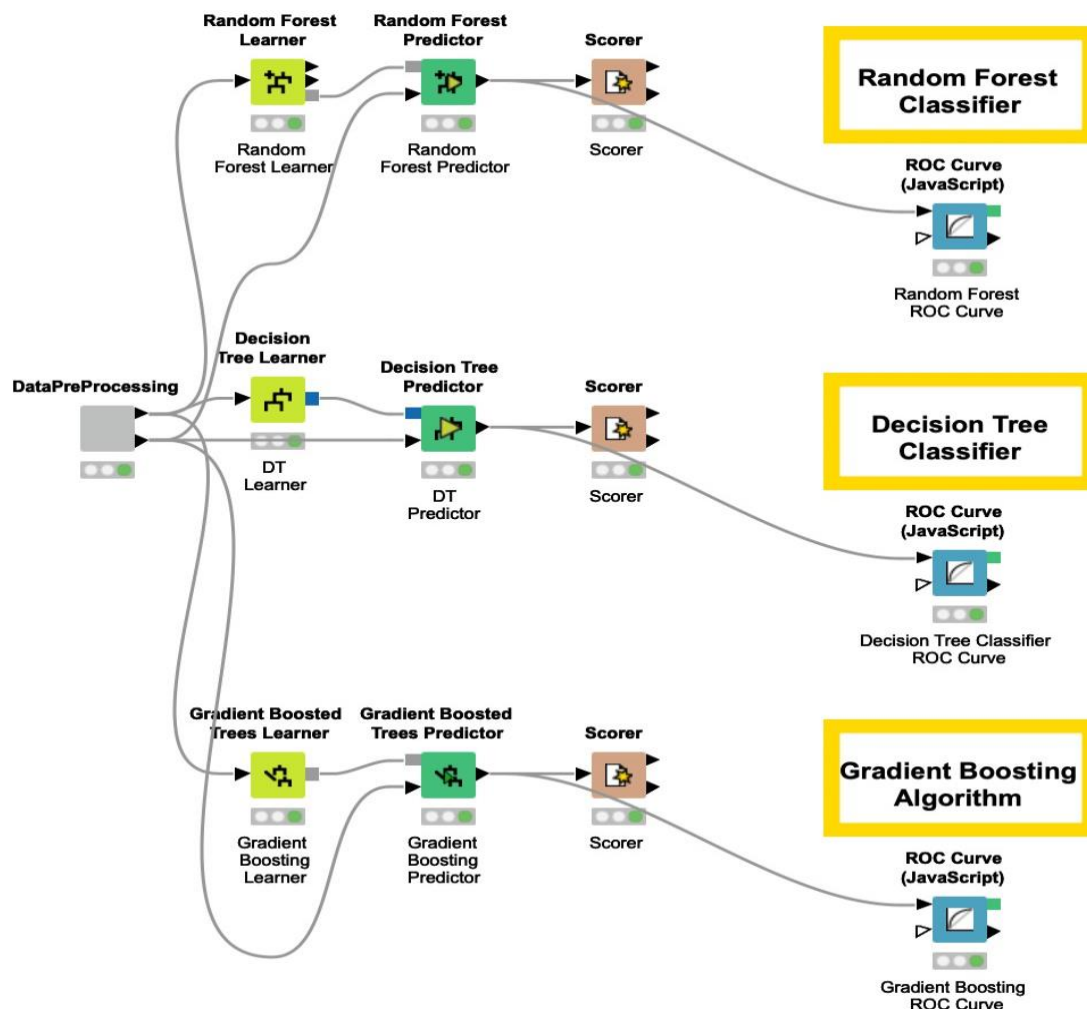 Random Forest
Learner
Random Forest
Learner
Random Forest
Predictor
Random
Forest Predictor
Scorer
Scorer
Random Forest
Classifier
ROC Curve
(JavaScript)
Random Forest
ROC Curve
DataPreProcessing
Decision
Tree Learner
DT
Learner
Decision Tree
Predictor
DT
Predictor
Scorer
Scorer
Decision Tree
Classifier
ROC Curve
(JavaScript)
Decision Tree Classifier
ROC Curve
Gradient Boosted
Trees Learner
Gradient
Boosting
Learner
Gradient Boosted
Trees Predictor
Gradient
Boosting
Predictor
Scorer
Scorer
Gradient Boosting
Algorithm
ROC Curve
(JavaScript)
Gradient Boosting
ROC Curve